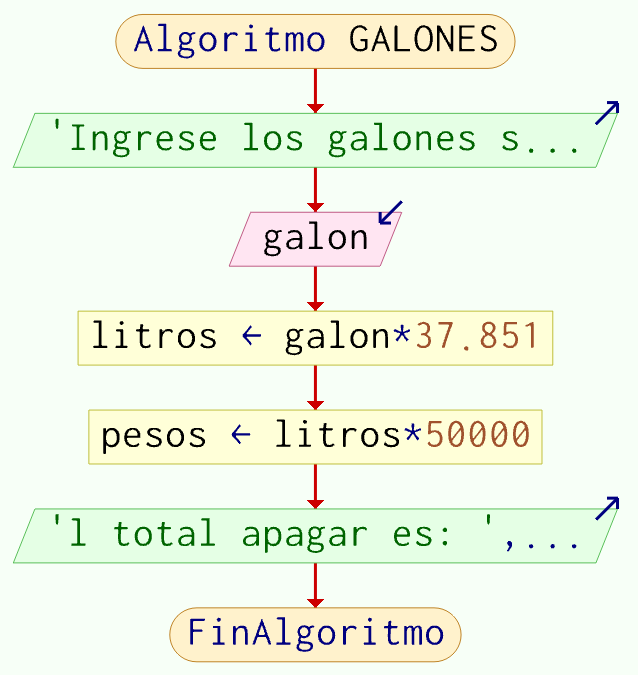 Algoritmo GALONES
'Ingrese los galones s...
galon
litros ← galon*37.851
pesos ← litros*50000
'l total apagar es: ',...
FinAlgoritmo